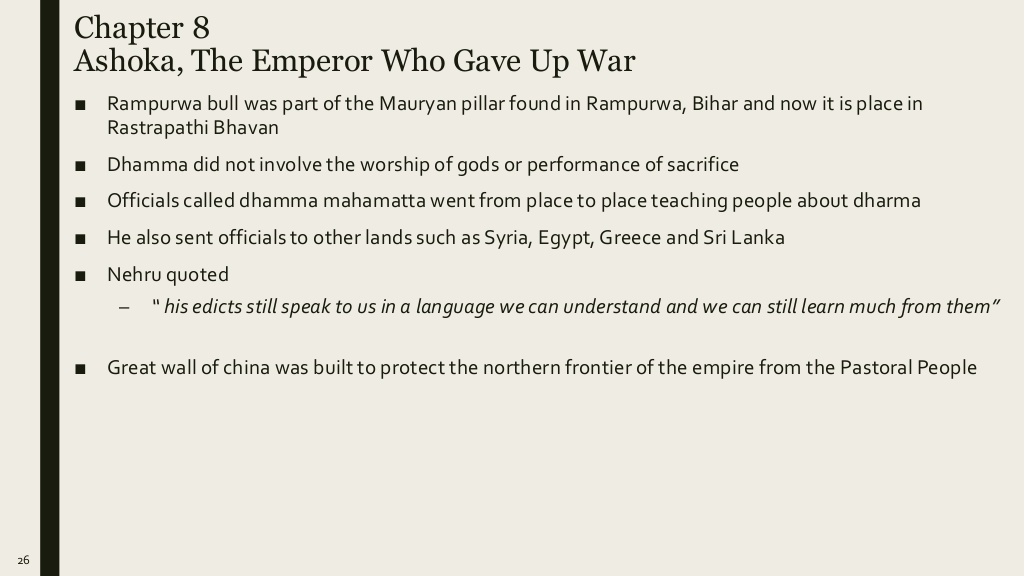 Chapter 8
Ashoka, The Emperor Who Gave Up War
■ Rampurwa bull was part of the Mauryan pillar found in Rampurwa, Bihar and now it is place in
Rastrapathi Bhavan
■ Dhamma did not involve the worship of gods or performance of sacrifice
■ Officials called dhamma mahamatta went from place to place teaching people about dharma
■ He also sent officials to other lands such as Syria, Egypt, Greece and Sri Lanka
■ Nehru quoted
– “ his edicts still speak to us in a language we can understand and we can still learn much from them”
■ Great wall of china was built to protect the northern frontier of the empire from the Pastoral People
26